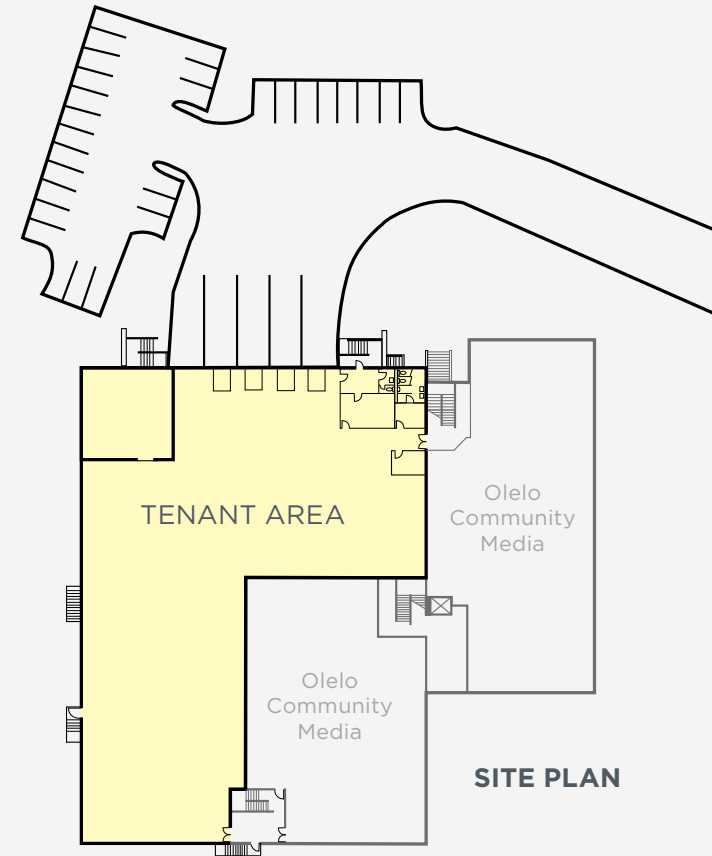 TENANT AREA
Olelo
Community
Media
Olelo
Community
Media
SITE PLAN